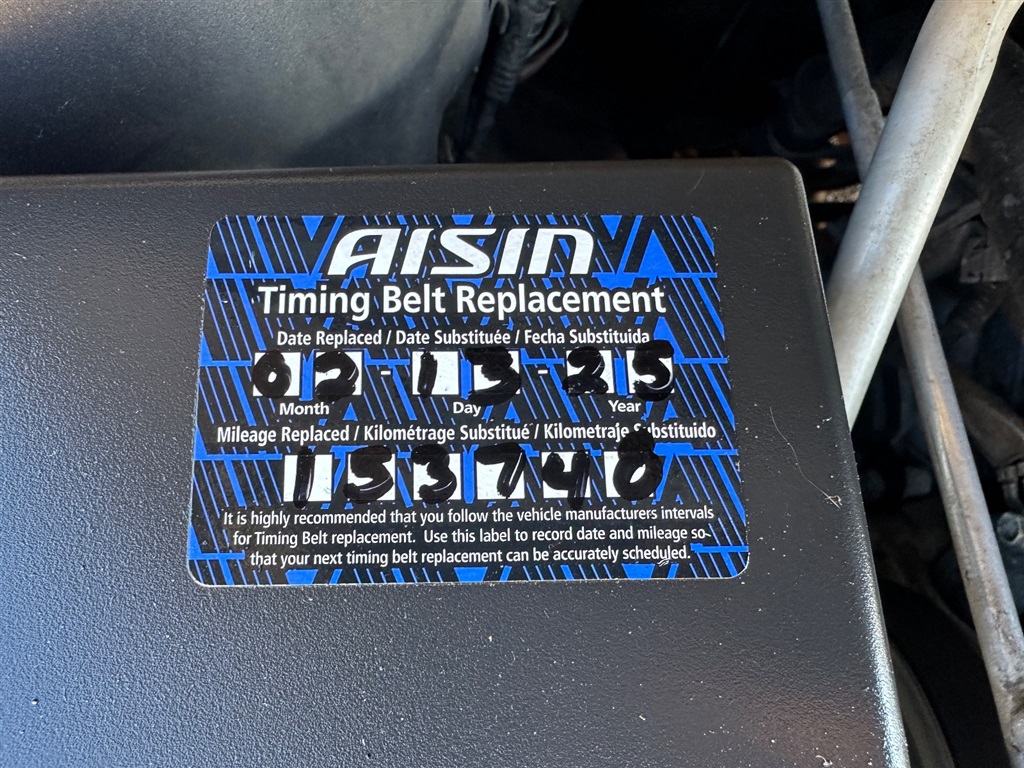 AISIN
Timing Belt Replacement
Date Replaced / Date Substituée / Fecha Substituida
02 - 13 - 25
Month Day Year
Mileage Replaced / Kilométrage Substitué / Kilometraje Substituido
153740
It is highly recommended that you follow the vehicle manufacturers intervals
for Timing Belt replacement. Use this label to record date and mileage so
that your next timing belt replacement can be accurately scheduled.